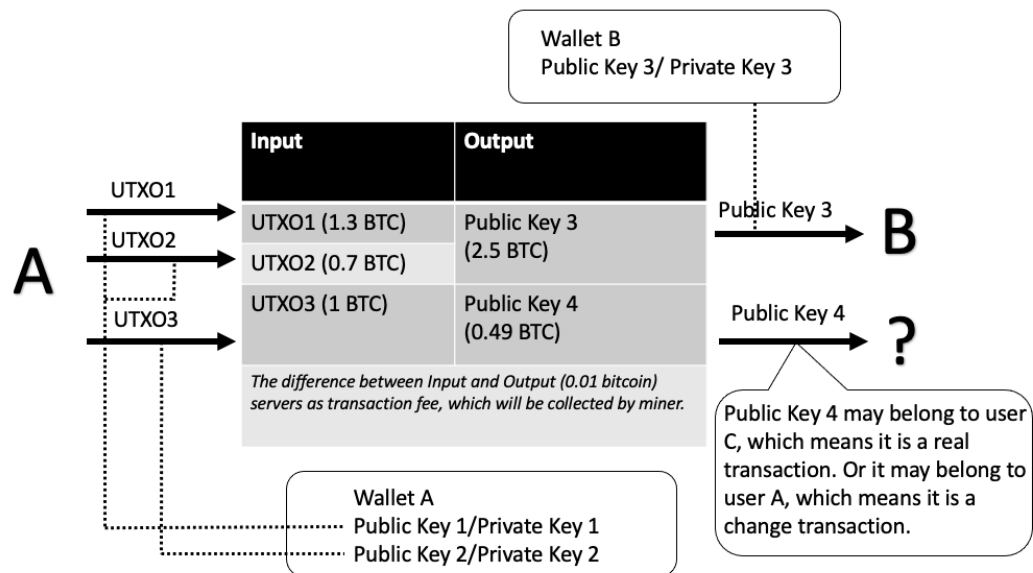 Wallet B
Public Key 3/ Private Key 3
Input
Output
UTXO1
UTXO2
UTXO3
A
UTXO1 (1.3 BTC)
UTXO2 (0.7 BTC)
Public Key 3
(2.5 BTC)
UTXO3 (1 BTC)
Public Key 4
(0.49 BTC)
The difference between Input and Output (0.01 bitcoin)
servers as transaction fee, which will be collected by miner.
Public Key 3
B
Public Key 4
?
Public Key 4 may belong to user
C, which means it is a real
transaction. Or it may belong to
user A, which means it is a
change transaction.
Wallet A
Public Key 1/Private Key 1
Public Key 2/Private Key 2